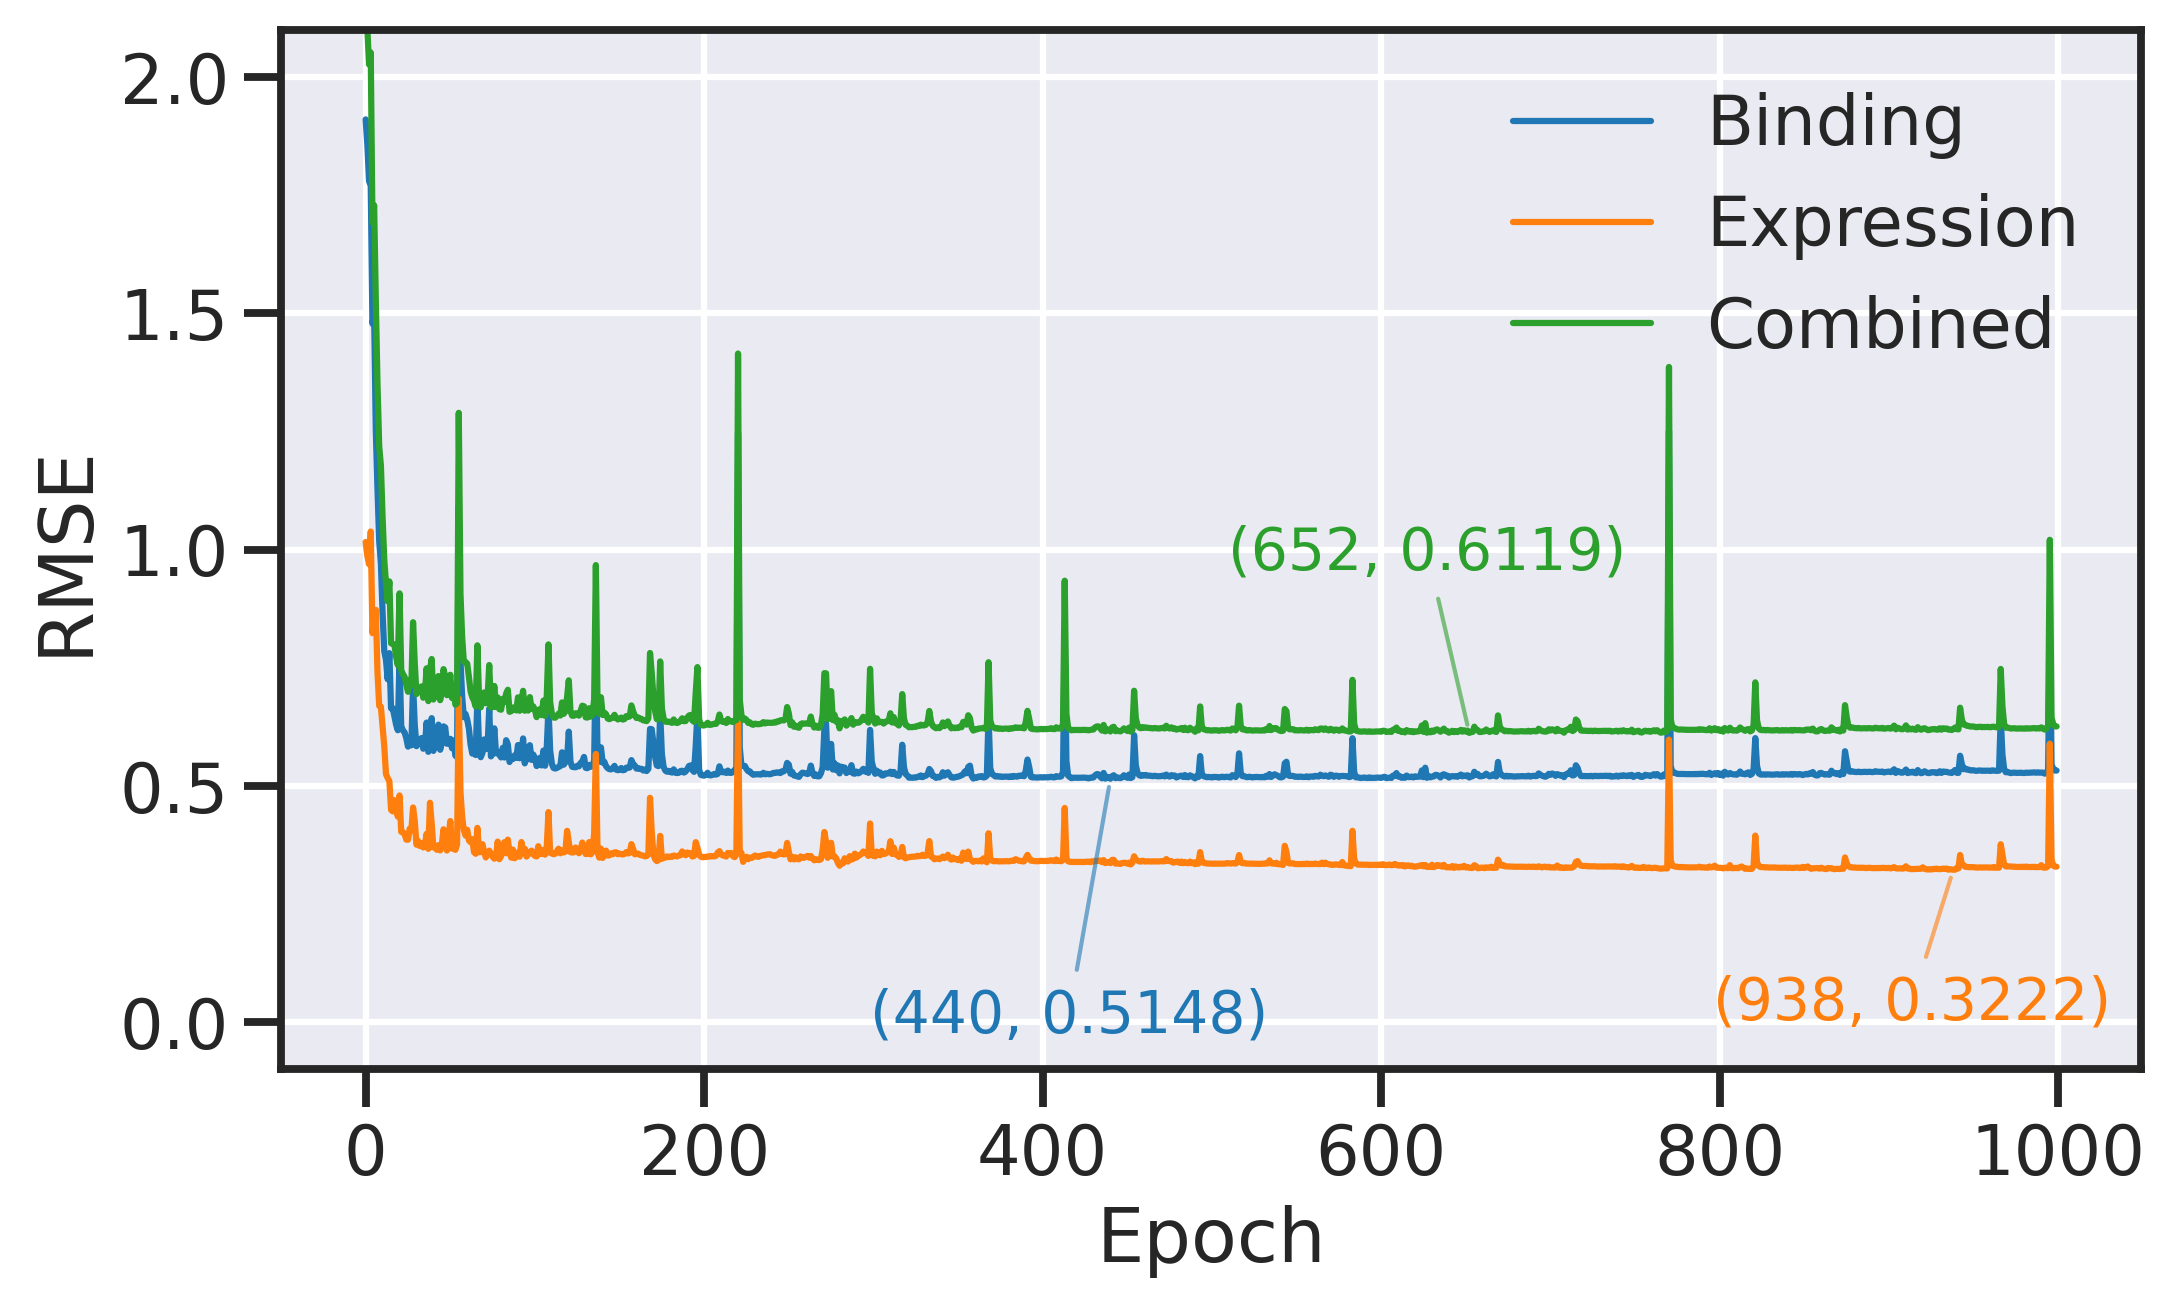 2.0
1.5
1.0
0.5
0.0
RMSE
Binding
Expression
Combined
(652, 0.6119)
(440, 0.5148)
(938, 0.3222)
0 200 400 600 800 1000
Epoch